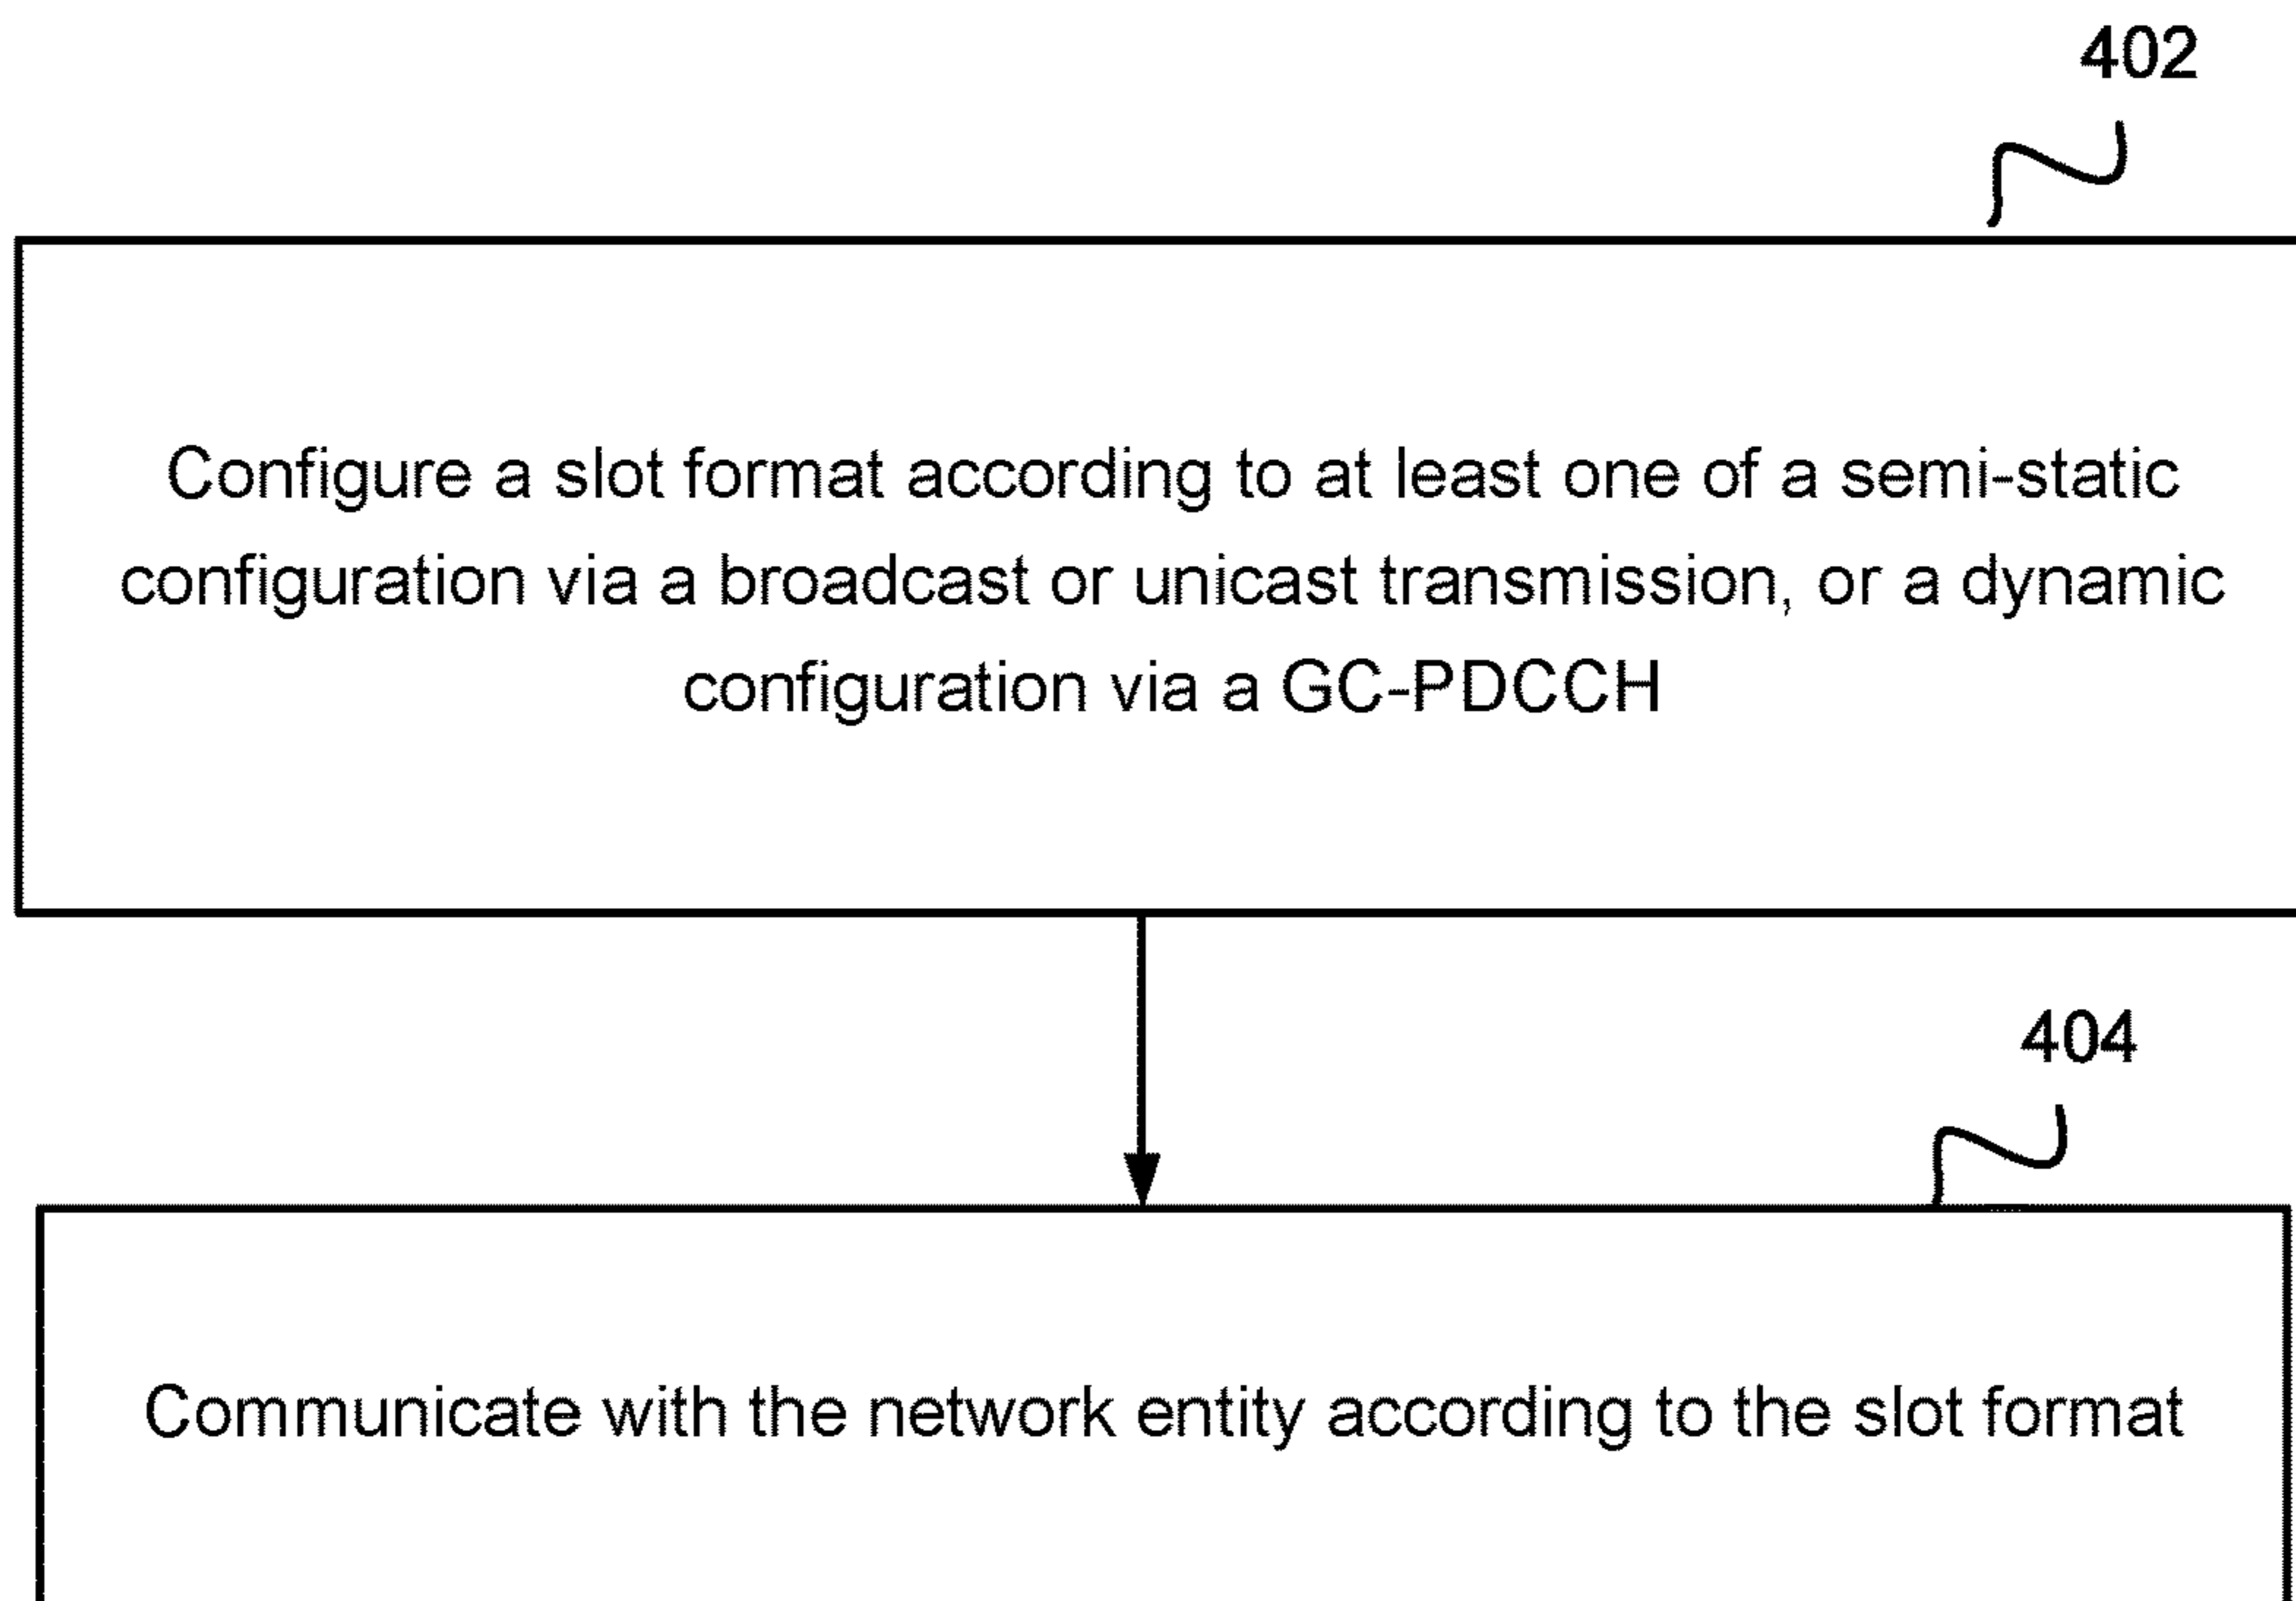 402
Configure a slot format according to at least one of a semi-static
configuration via a broadcast or unicast transmission, or a dynamic
configuration via a GC-PDCCH
404
Communicate with the network entity according to the slot format